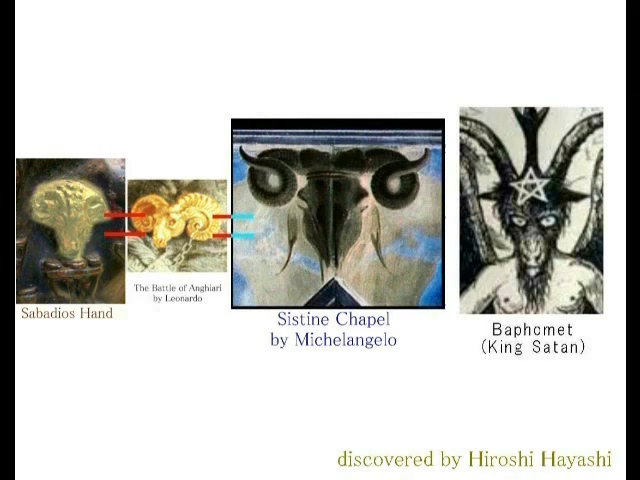 Sabadios Hand
The Battle of Anghiari
by Leonardo
Sistine Chapel
by Michelangelo
Baphomet
(King Satan)
discovered by Hiroshi Hayashi